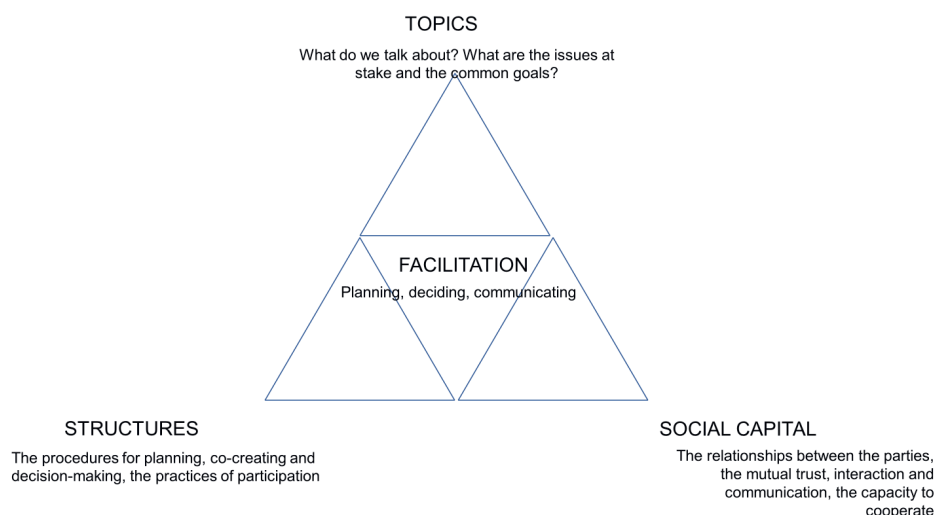 TOPICS
What do we talk about? What are the issues at
stake and the common goals?
FACILITATION
Planning, deciding, communicating
STRUCTURES
The procedures for planning, co-creating and
decision-making, the practices of participation
SOCIAL CAPITAL
The relationships between the parties,
the mutual trust, interaction and
communication, the capacity to
cooperate